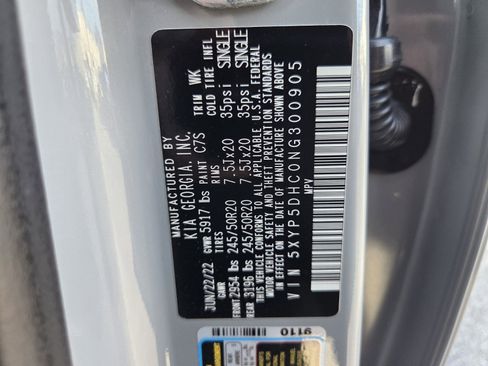 MANUFACTURED BY
KIA GEORGIA, INC.
JUN/22/22 GVWR 5917 lbs PAINT C7S TRIM WK
GAWR TIRES RIMS COLD TIRE INFL
FRONT 2954 lbs 245/50R20 7.5Jx20 35psi SINGLE
REAR 3196 lbs 245/50R20 7.5Jx20 35psi SINGLE
THIS VEHICLE CONFORMS TO ALL APPLICABLE U.S.A. FEDERAL
MOTOR VEHICLE SAFETY AND THEFT PREVENTION STANDARDS
IN EFFECT ON THE DATE OF MANUFACTURE SHOWN ABOVE
VIN 5XYP5DHC0NG300905
MPV
9110